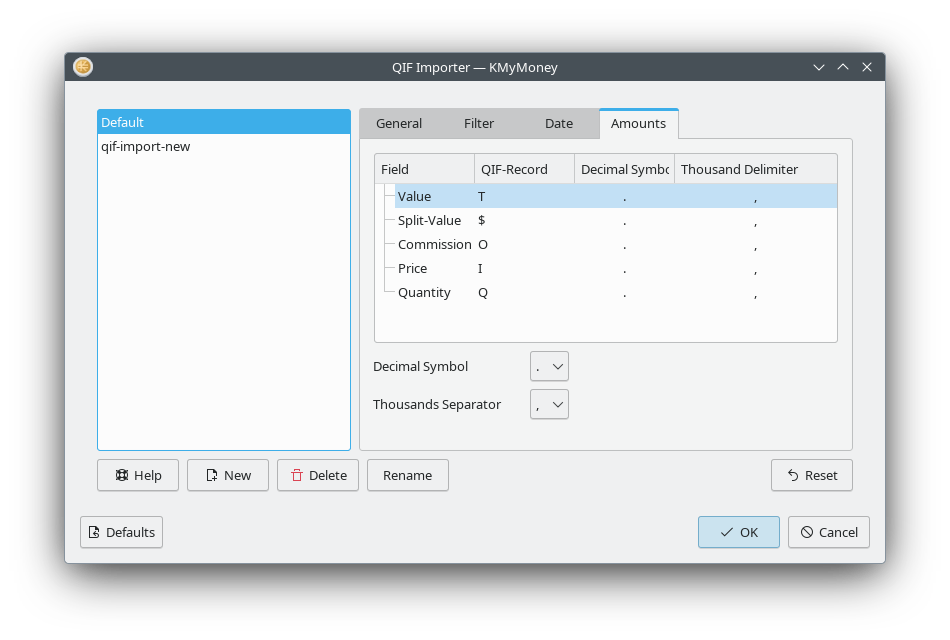 QIF Importer — KMyMoney
Default
qif-import-new
General Filter Date Amounts
Field QIF-Record Decimal Symbo Thousand Delimiter
Value T . ,
Split-Value $ . ,
Commission O . ,
Price I . ,
Quantity Q . ,
Decimal Symbol .
Thousands Separator ,
Help New Delete Rename Reset
Defaults OK Cancel